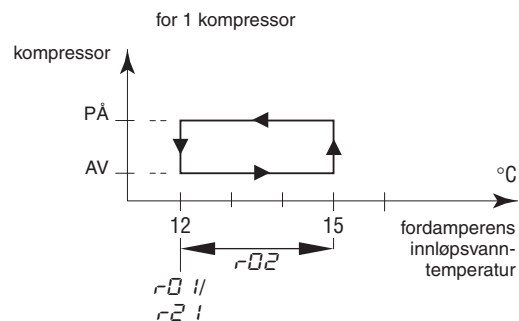 for 1 kompressor
kompressor
PÅ
AV
°C
12
15
fordamperens
innløpsvann-
temperatur
r02
r01/
r21